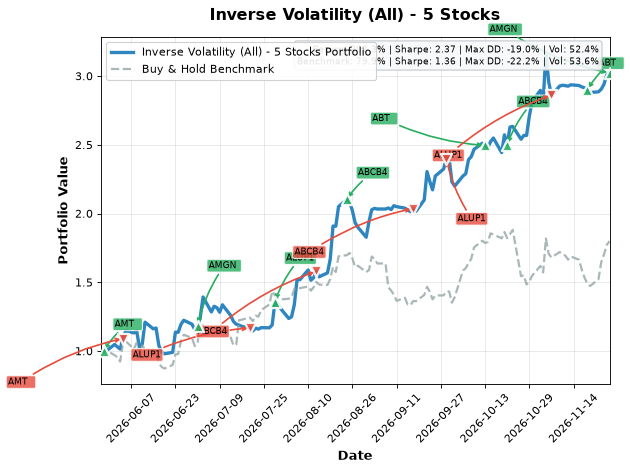 Inverse Volatility (All) - 5 Stocks
AMGN
Inverse Volatility (All) - 5 Stocks Portfolio
Buy & Hold Benchmark
% | Sharpe: 2.37 | Max DD: -19.0% | Vol: 52.4%
% | Sharpe: 1.36 | Max DD: -22.2% | Vol: 53.6%
ABT
ABCB4
ABT
ALUP1
ABCB4
ALUP1
ABCB4
AMGN
AMT
ALUP1
AMT
Portfolio Value
3.0
2.5
2.0
1.5
1.0
2026-06-07
2026-06-23
2026-07-09
2026-07-25
2026-08-10
2026-08-26
2026-09-11
2026-09-27
2026-10-13
2026-10-29
2026-11-14
Date